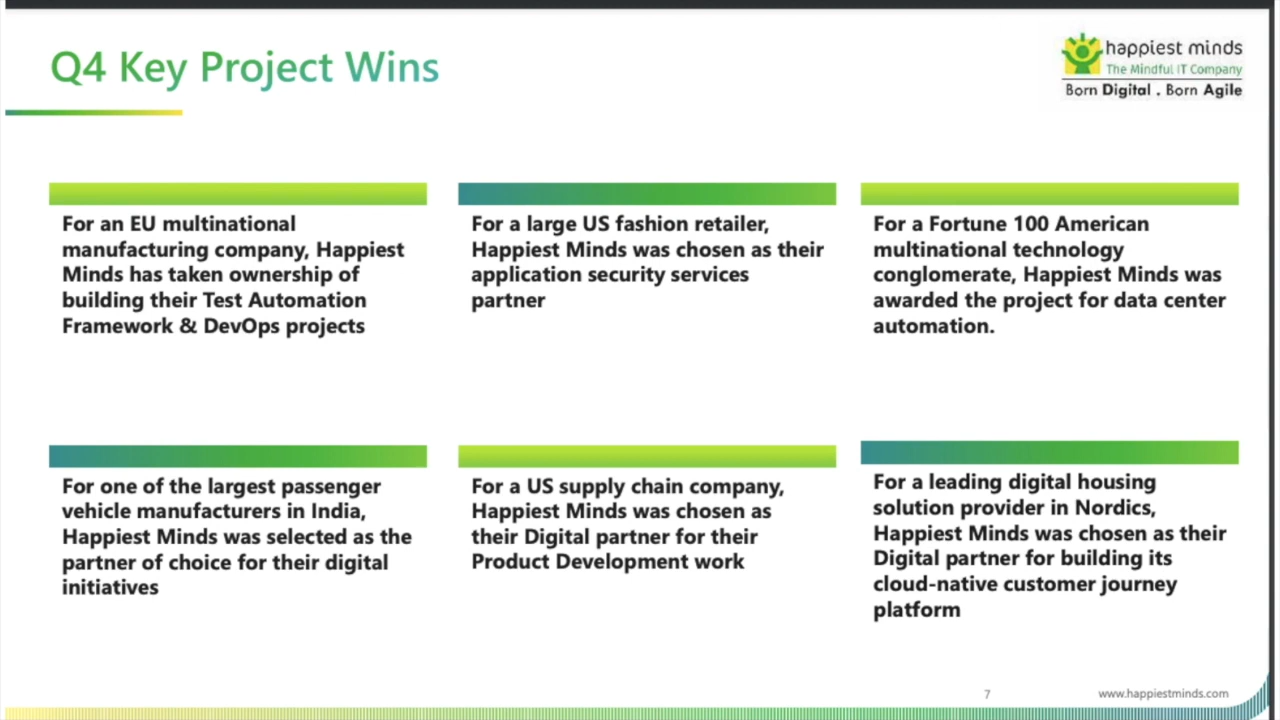 Q4 Key Project Wins
happiest minds
The Mindful IT Company
Born Digital . Born Agile
For an EU multinational
manufacturing company, Happiest
Minds has taken ownership of
building their Test Automation
Framework & DevOps projects
For a large US fashion retailer,
Happiest Minds was chosen as their
application security services
partner
For a Fortune 100 American
multinational technology
conglomerate, Happiest Minds was
awarded the project for data center
automation.
For one of the largest passenger
vehicle manufacturers in India,
Happiest Minds was selected as the
partner of choice for their digital
initiatives
For a US supply chain company,
Happiest Minds was chosen as
their Digital partner for their
Product Development work
For a leading digital housing
solution provider in Nordics,
Happiest Minds was chosen as their
Digital partner for building its
cloud-native customer journey
platform
7
www.happiestminds.com